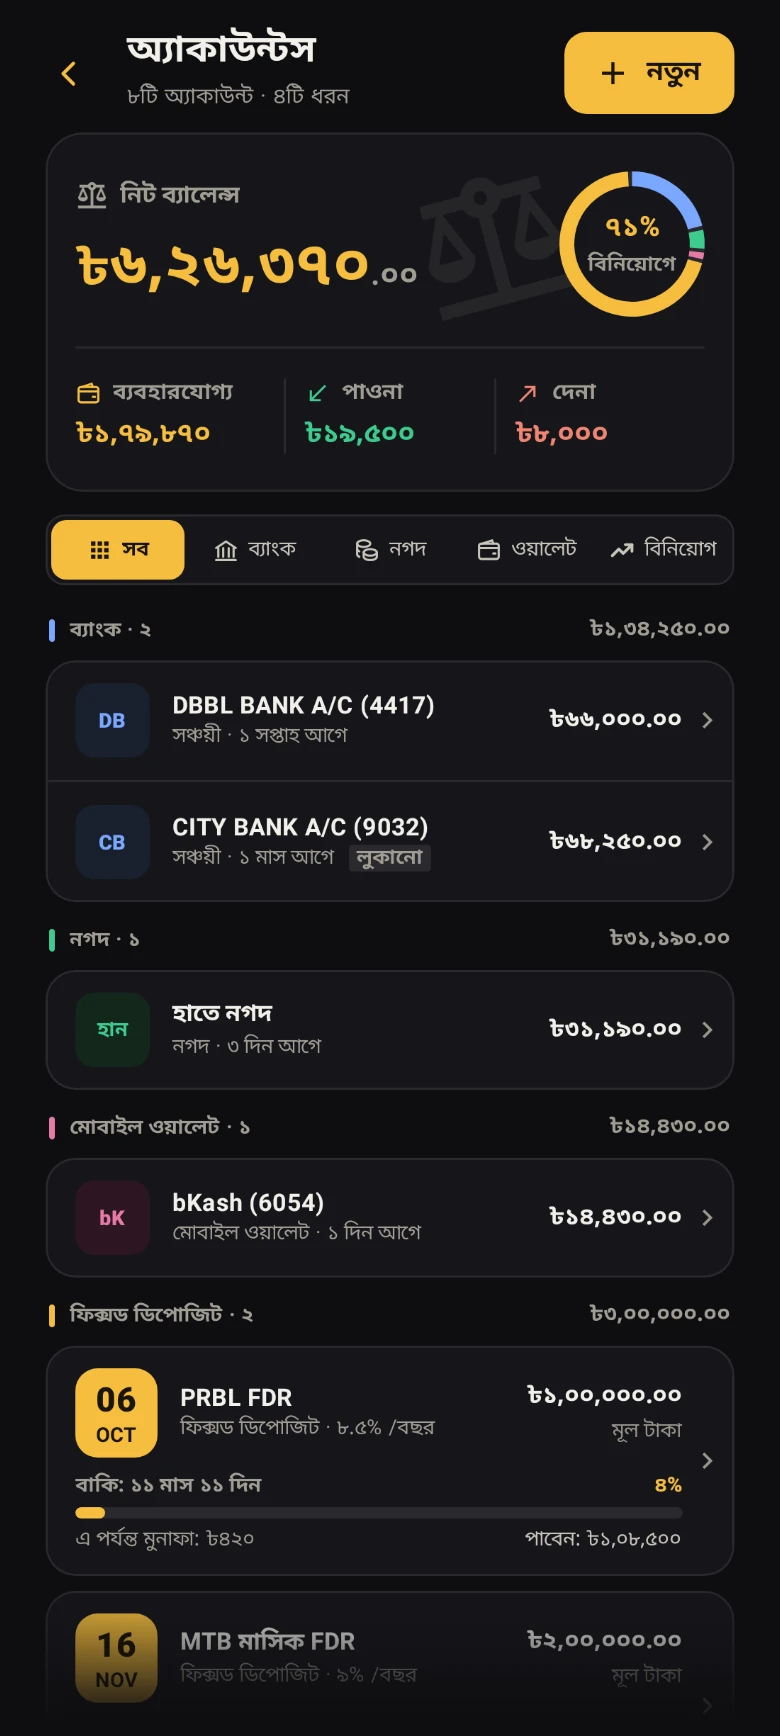 অ্যাকাউন্টস
৮টি অ্যাকাউন্ট · ৪টি ধরন
নতুন
নিট ব্যালেন্স
৳৬,২৬,৩৭০.০০
৭১%
বিনিয়োগে
ব্যবহারযোগ্য
৳১,৭৯,৮৭০
পাওনা
৳১৯,৫০০
দেনা
৳৮,০০০
সব ব্যাংক নগদ ওয়ালেট বিনিয়োগ
ব্যাংক · ২ ৳১,৩৪,২৫০.০০
DB
DBBL BANK A/C (4417)
সঞ্চয়ী · ১ সপ্তাহ আগে
৳৬৬,০০০.০০
CB
CITY BANK A/C (9032)
সঞ্চয়ী · ১ মাস আগে লুকানো
৳৬৮,২৫০.০০
নগদ · ১ ৳৩১,১৯০.০০
হান
হাতে নগদ
নগদ · ৩ দিন আগে
৳৩১,১৯০.০০
মোবাইল ওয়ালেট · ১ ৳১৪,৪৩০.০০
bK
bKash (6054)
মোবাইল ওয়ালেট · ১ দিন আগে
৳১৪,৪৩০.০০
ফিক্সড ডিপোজিট · ২ ৳৩,০০,০০০.০০
06
OCT
PRBL FDR
ফিক্সড ডিপোজিট · ৮.৫% /বছর
৳১,০০,০০০.০০
মূল টাকা
বাকি: ১১ মাস ১১ দিন ৪%
এ পর্যন্ত মুনাফা: ৳৪২০ পাবেন: ৳১,০৮,৫০০
16
NOV
MTB মাসিক FDR
ফিক্সড ডিপোজিট · ৯% /বছর
৳২,০০,০০০.০০
মূল টাকা